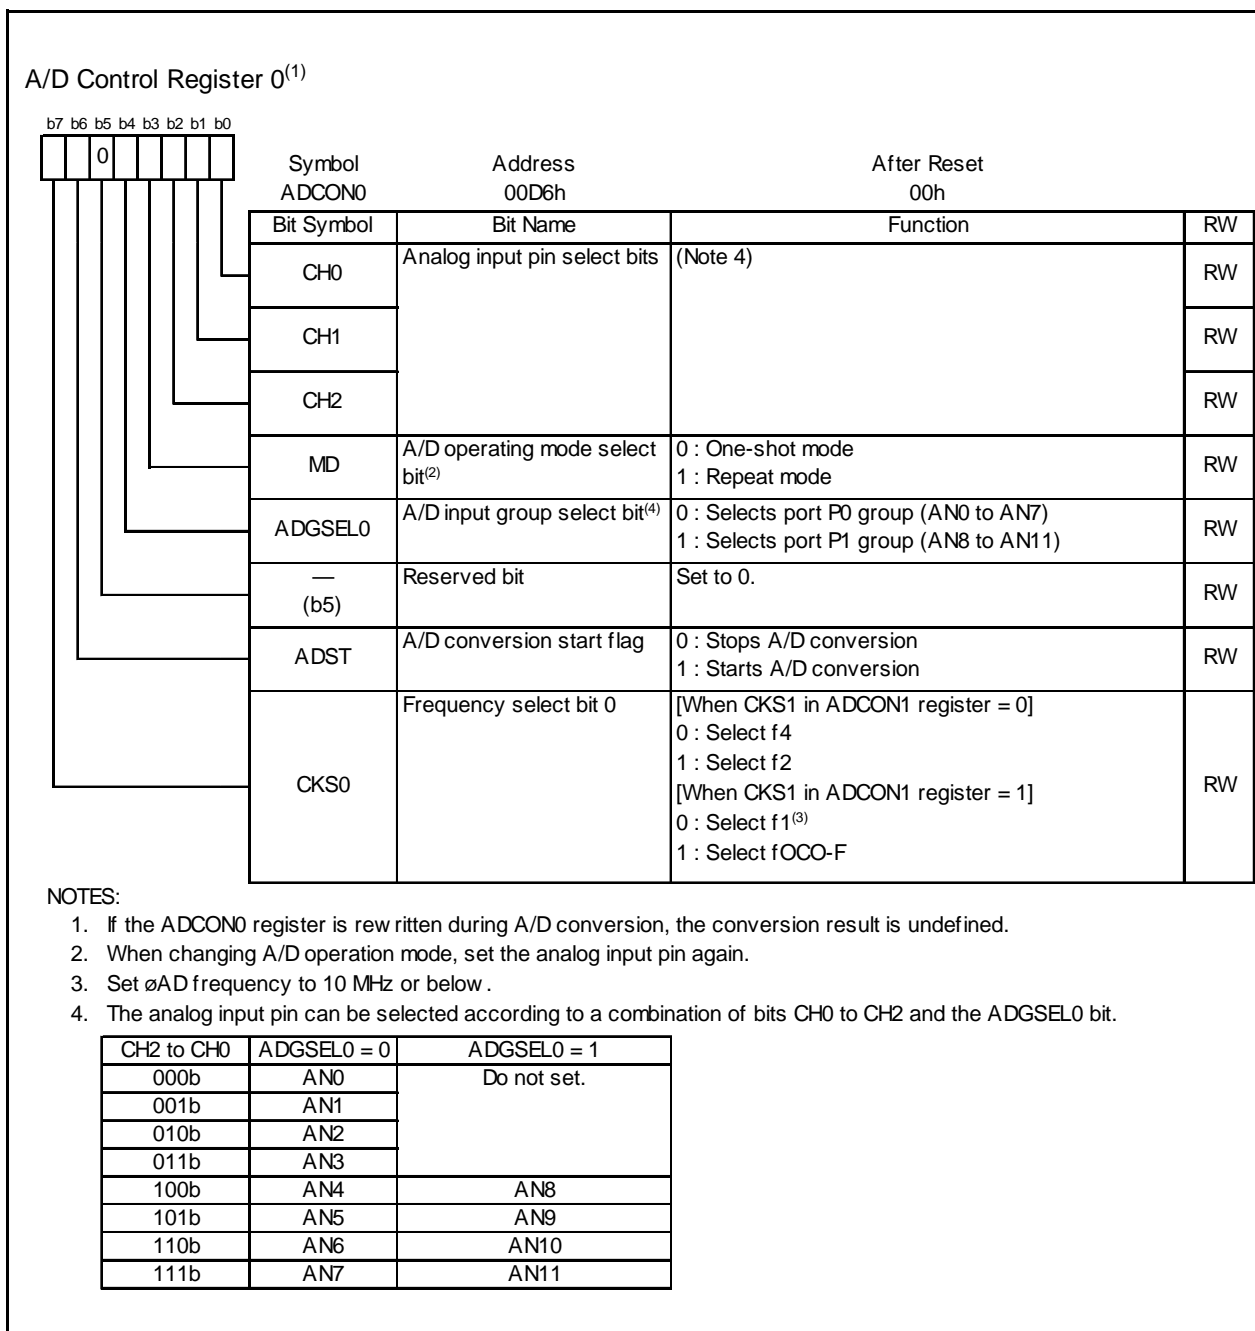 A/D Control Register 0(1)
b7 b6 b5 b4 b3 b2 b1 b0
0
Symbol Address After Reset
ADCON0 00D6h 00h
Bit Symbol Bit Name Function RW
CH0 Analog input pin select bits (Note 4) RW
CH1 RW
CH2 RW
MD A/D operating mode select bit(2) 0 : One-shot mode RW
1 : Repeat mode
ADGSEL0 A/D input group select bit(4) 0 : Selects port P0 group (AN0 to AN7) RW
1 : Selects port P1 group (AN8 to AN11)
— Reserved bit Set to 0. RW
(b5)
ADST A/D conversion start flag 0 : Stops A/D conversion RW
1 : Starts A/D conversion
CKS0 Frequency select bit 0 [When CKS1 in ADCON1 register = 0] RW
0 : Select f4
1 : Select f2
[When CKS1 in ADCON1 register = 1]
0 : Select f1(3)
1 : Select fOCO-F
NOTES:
1. If the ADCON0 register is rewritten during A/D conversion, the conversion result is undefined.
2. When changing A/D operation mode, set the analog input pin again.
3. Set øAD frequency to 10 MHz or below.
4. The analog input pin can be selected according to a combination of bits CH0 to CH2 and the ADGSEL0 bit.
CH2 to CH0 ADGSEL0 = 0 ADGSEL0 = 1
000b AN0 Do not set.
001b AN1
010b AN2
011b AN3
100b AN4 AN8
101b AN5 AN9
110b AN6 AN10
111b AN7 AN11